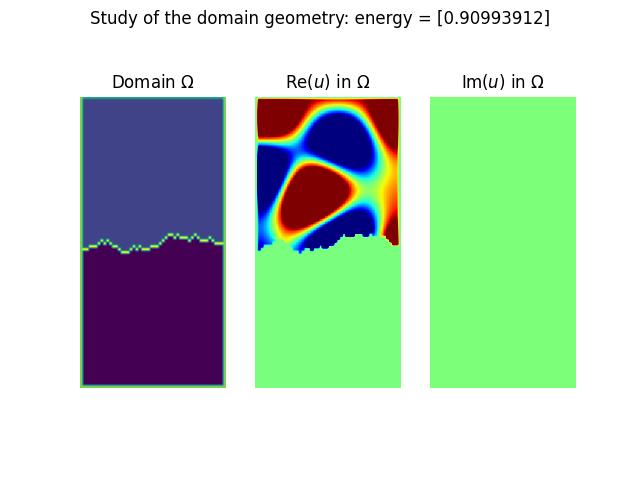 Study of the domain geometry: energy = [0.90993912]
Domain Ω
Re(u) in Ω
Im(u) in Ω